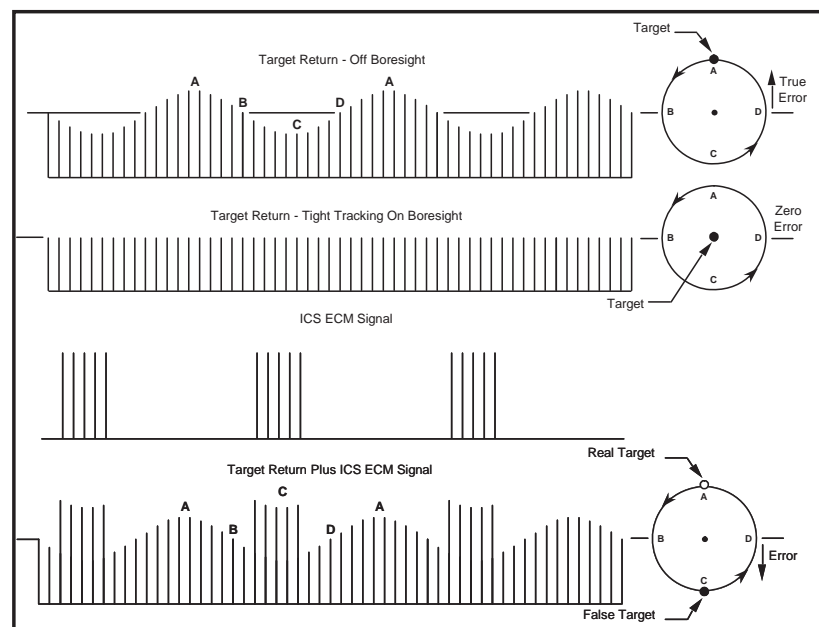 Target
Target Return - Off Boresight
A
B
C
D
A
A
B
D
C
True
Error
Target Return - Tight Tracking On Boresight
A
B
D
C
Zero
Error
Target
ICS ECM Signal
Real Target
Target Return Plus ICS ECM Signal
A
B
C
D
A
A
B
D
C
Error
False Target